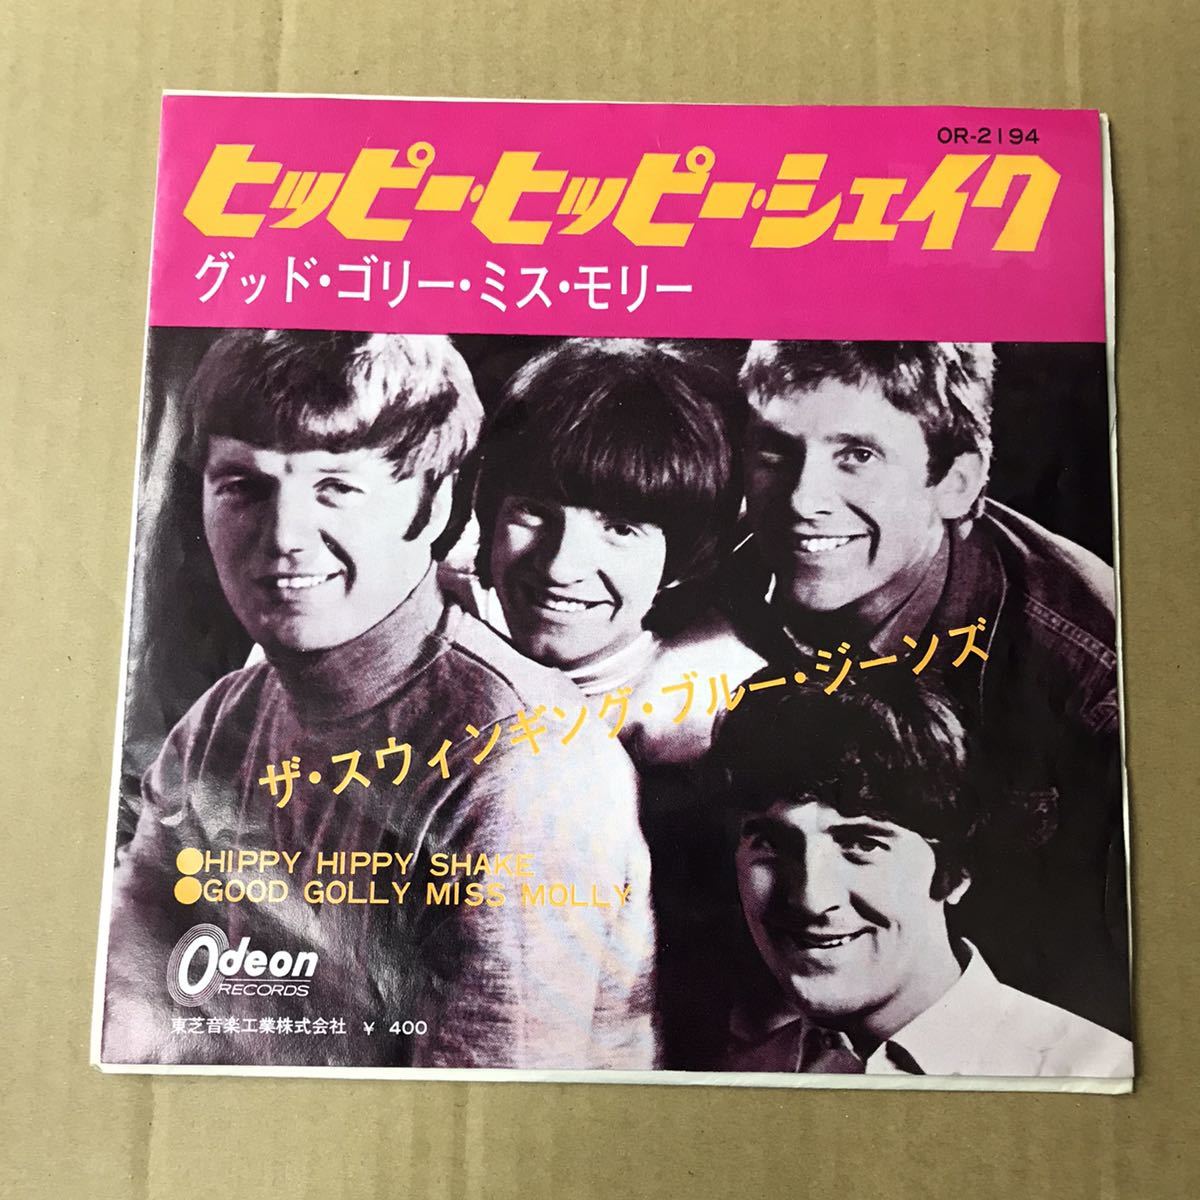 OR-2194
ヒッピー・ヒッピー・シェイク
グッド・ゴリー・ミス・モリー
ザ・スウィンギング・ブルー・ジーンズ
●HIPPY HIPPY SHAKE
●GOOD GOLLY MISS MOLLY
Odeon
RECORDS
東芝音楽工業株式会社 ¥ 400